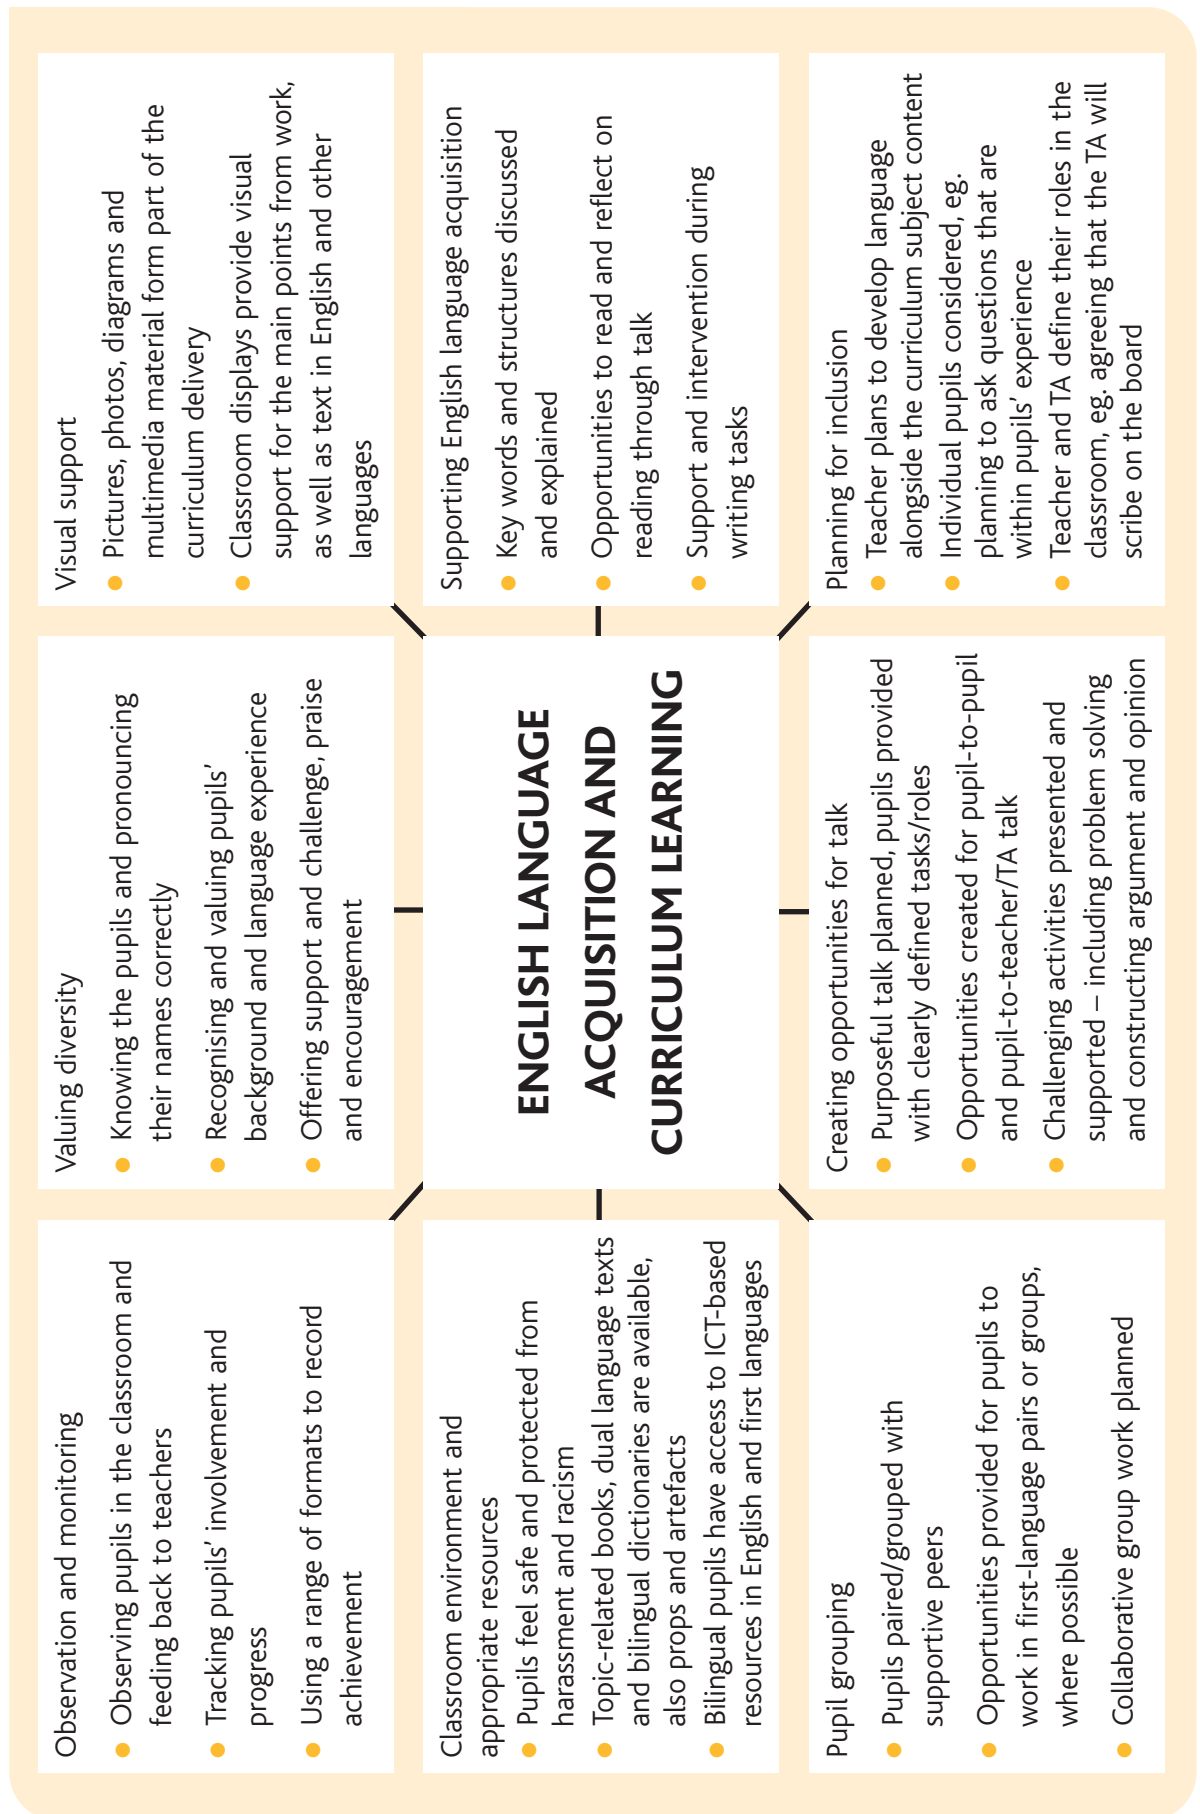 Observation and monitoring
● Observing pupils in the classroom and
feeding back to teachers
● Tracking pupils’ involvement and
progress
● Using a range of formats to record
achievement
Valuing diversity
● Knowing the pupils and pronouncing
their names correctly
● Recognising and valuing pupils’
background and language experience
● Offering support and challenge, praise
and encouragement
Visual support
● Pictures, photos, diagrams and
multimedia material form part of the
curriculum delivery
● Classroom displays provide visual
support for the main points from work,
as well as text in English and other
languages
Classroom environment and
appropriate resources
● Pupils feel safe and protected from
harassment and racism
● Topic-related books, dual language texts
and bilingual dictionaries are available,
also props and artefacts
● Bilingual pupils have access to ICT-based
resources in English and first languages
ENGLISH LANGUAGE
ACQUISITION AND
CURRICULUM LEARNING
Supporting English language acquisition
● Key words and structures discussed
and explained
● Opportunities to read and reflect on
reading through talk
● Support and intervention during
writing tasks
Pupil grouping
● Pupils paired/grouped with
supportive peers
● Opportunities provided for pupils to
work in first-language pairs or groups,
where possible
● Collaborative group work planned
Creating opportunities for talk
● Purposeful talk planned, pupils provided
with clearly defined tasks/roles
● Opportunities created for pupil-to-pupil
and pupil-to-teacher/TA talk
● Challenging activities presented and
supported – including problem solving
and constructing argument and opinion
Planning for inclusion
● Teacher plans to develop language
alongside the curriculum subject content
● Individual pupils considered, eg.
planning to ask questions that are
within pupils’ experience
● Teacher and TA define their roles in the
classroom, eg. agreeing that the TA will
scribe on the board